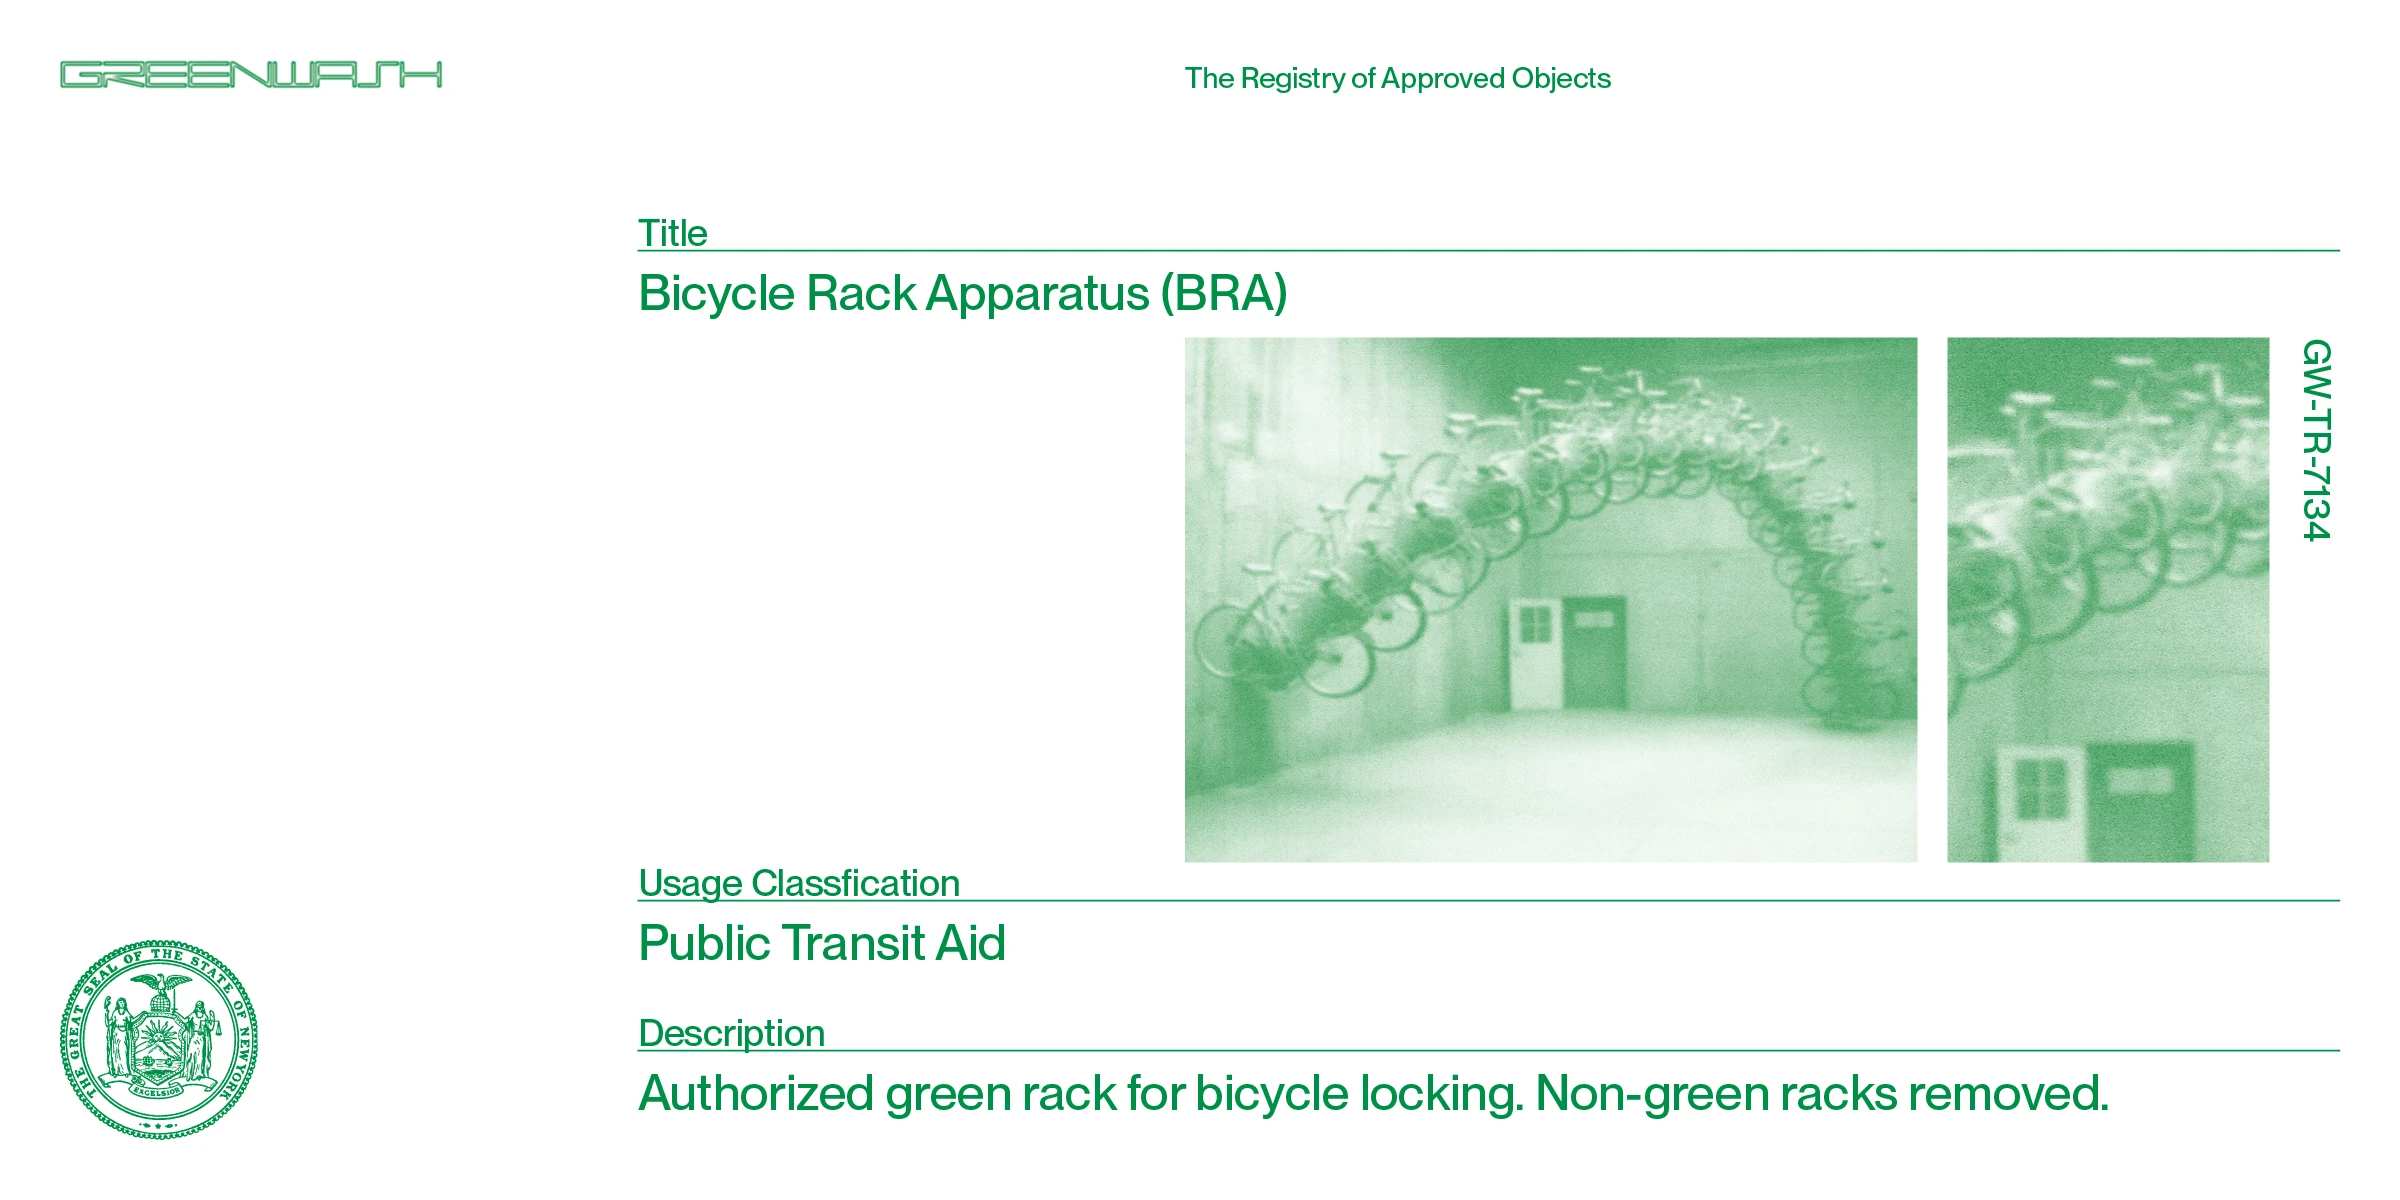 GREENWASH
The Registry of Approved Objects
Title
Bicycle Rack Apparatus (BRA)
GW-TR-7134
Usage Classfication
Public Transit Aid
Description
Authorized green rack for bicycle locking. Non-green racks removed.
THE GREAT SEAL OF THE STATE OF NEW YORK
EXCELSIOR